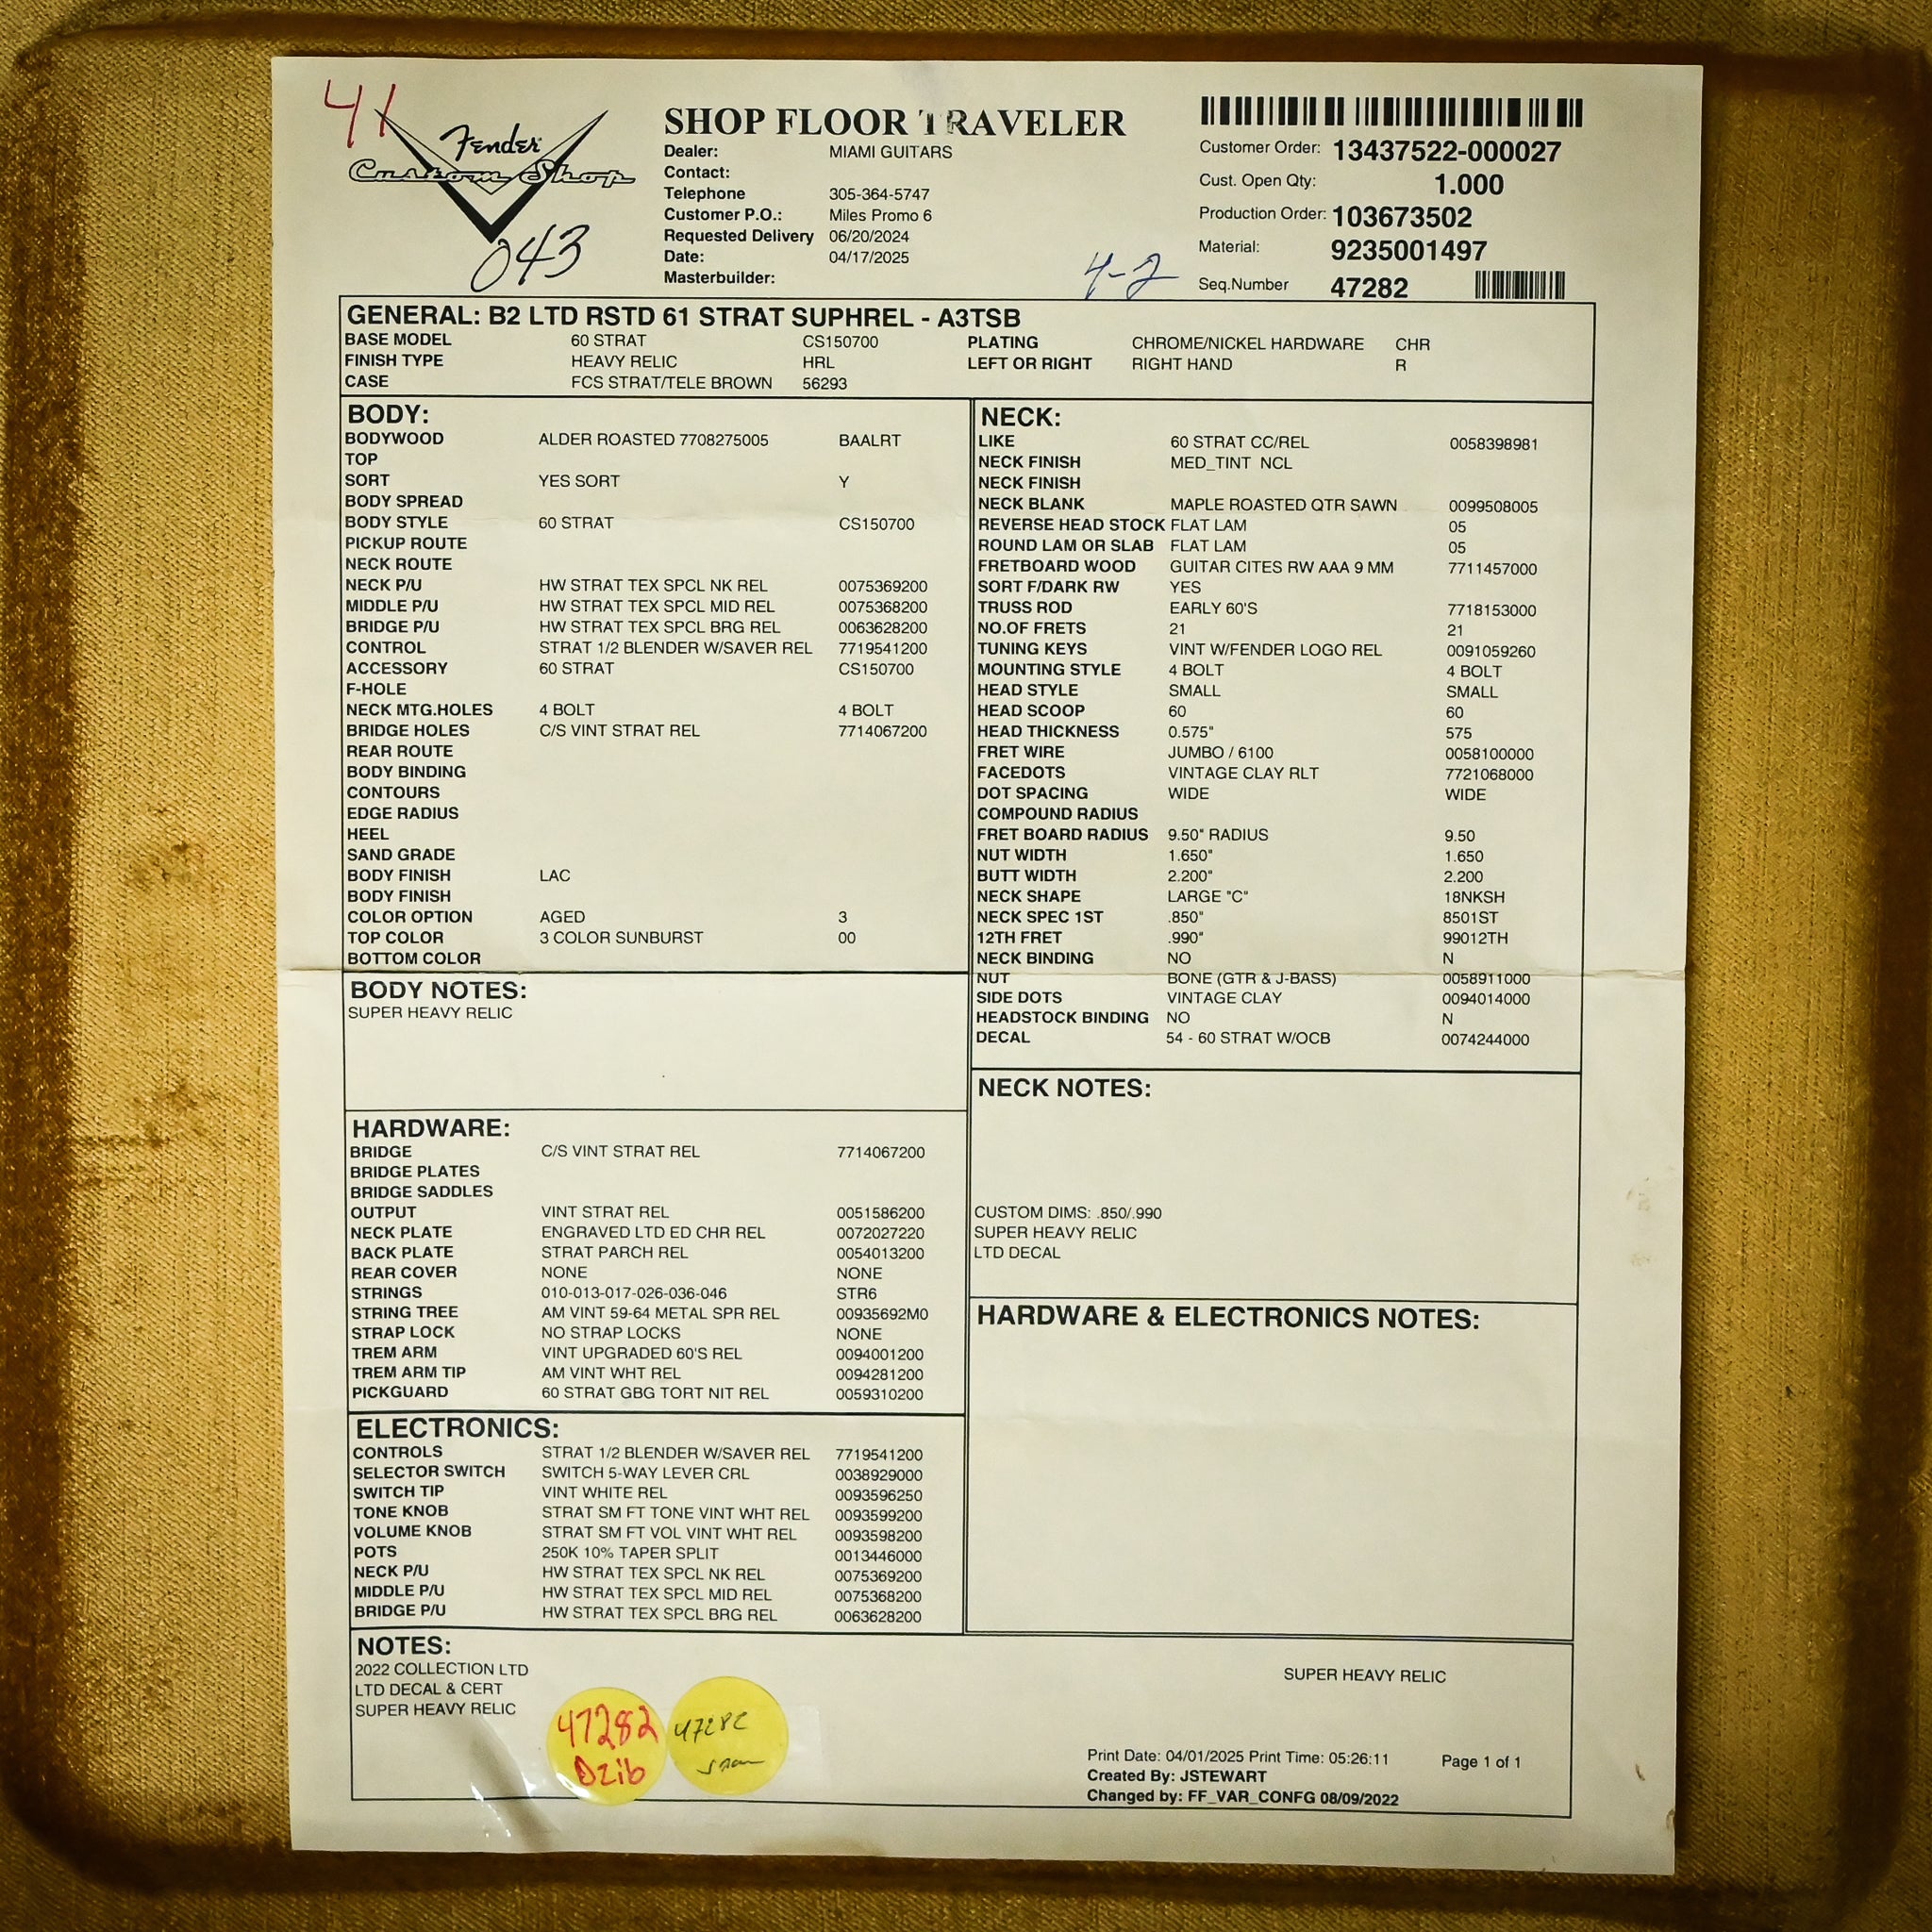 41
Fender
Custom Shop
043
SHOP FLOOR TRAVELER
Dealer: MIAMI GUITARS
Contact:
Telephone 305-364-5747
Customer P.O.: Miles Promo 6
Requested Delivery 06/20/2024
Date: 04/17/2025
Masterbuilder:
4-2
Customer Order: 13437522-000027
Cust. Open Qty: 1.000
Production Order: 103673502
Material: 9235001497
Seq.Number 47282
GENERAL: B2 LTD RSTD 61 STRAT SUPHREL - A3TSB
BASE MODEL 60 STRAT CS150700 PLATING CHROME/NICKEL HARDWARE CHR
FINISH TYPE HEAVY RELIC HRL LEFT OR RIGHT RIGHT HAND R
CASE FCS STRAT/TELE BROWN 56293
BODY:
BODYWOOD ALDER ROASTED 7708275005 BAALRT
TOP
SORT YES SORT Y
BODY SPREAD
BODY STYLE 60 STRAT CS150700
PICKUP ROUTE
NECK ROUTE
NECK P/U HW STRAT TEX SPCL NK REL 0075369200
MIDDLE P/U HW STRAT TEX SPCL MID REL 0075368200
BRIDGE P/U HW STRAT TEX SPCL BRG REL 0063628200
CONTROL STRAT 1/2 BLENDER W/SAVER REL 7719541200
ACCESSORY 60 STRAT CS150700
F-HOLE
NECK MTG.HOLES 4 BOLT 4 BOLT
BRIDGE HOLES C/S VINT STRAT REL 7714067200
REAR ROUTE
BODY BINDING
CONTOURS
EDGE RADIUS
HEEL
SAND GRADE
BODY FINISH LAC
BODY FINISH
COLOR OPTION AGED 3
TOP COLOR 3 COLOR SUNBURST 00
BOTTOM COLOR
BODY NOTES:
SUPER HEAVY RELIC
HARDWARE:
BRIDGE C/S VINT STRAT REL 7714067200
BRIDGE PLATES
BRIDGE SADDLES
OUTPUT VINT STRAT REL 0051586200
NECK PLATE ENGRAVED LTD ED CHR REL 0072027220
BACK PLATE STRAT PARCH REL 0054013200
REAR COVER NONE NONE
STRINGS 010-013-017-026-036-046 STR6
STRING TREE AM VINT 59-64 METAL SPR REL 00935692M0
STRAP LOCK NO STRAP LOCKS NONE
TREM ARM VINT UPGRADED 60'S REL 0094001200
TREM ARM TIP AM VINT WHT REL 0094281200
PICKGUARD 60 STRAT GBG TORT NIT REL 0059310200
ELECTRONICS:
CONTROLS STRAT 1/2 BLENDER W/SAVER REL 7719541200
SELECTOR SWITCH SWITCH 5-WAY LEVER CRL 0038929000
SWITCH TIP VINT WHITE REL 0093596250
TONE KNOB STRAT SM FT TONE VINT WHT REL 0093599200
VOLUME KNOB STRAT SM FT VOL VINT WHT REL 0093598200
POTS 250K 10% TAPER SPLIT 0013446000
NECK P/U HW STRAT TEX SPCL NK REL 0075369200
MIDDLE P/U HW STRAT TEX SPCL MID REL 0075368200
BRIDGE P/U HW STRAT TEX SPCL BRG REL 0063628200
NECK:
LIKE 60 STRAT CC/REL 0058398981
NECK FINISH MED_TINT NCL
NECK FINISH
NECK BLANK MAPLE ROASTED QTR SAWN 0099508005
REVERSE HEAD STOCK FLAT LAM 05
ROUND LAM OR SLAB FLAT LAM 05
FRETBOARD WOOD GUITAR CITES RW AAA 9 MM 7711457000
SORT F/DARK RW YES
TRUSS ROD EARLY 60'S 7718153000
NO.OF FRETS 21 21
TUNING KEYS VINT W/FENDER LOGO REL 0091059260
MOUNTING STYLE 4 BOLT 4 BOLT
HEAD STYLE SMALL SMALL
HEAD SCOOP 60 60
HEAD THICKNESS 0.575" 575
FRET WIRE JUMBO / 6100 0058100000
FACEDOTS VINTAGE CLAY RLT 7721068000
DOT SPACING WIDE WIDE
COMPOUND RADIUS
FRET BOARD RADIUS 9.50" RADIUS 9.50
NUT WIDTH 1.650" 1.650
BUTT WIDTH 2.200" 2.200
NECK SHAPE LARGE "C" 18NKSH
NECK SPEC 1ST .850" 8501ST
12TH FRET .990" 99012TH
NECK BINDING NO N
NUT BONE (GTR & J-BASS) 0058911000
SIDE DOTS VINTAGE CLAY 0094014000
HEADSTOCK BINDING NO N
DECAL 54 - 60 STRAT W/OCB 0074244000
NECK NOTES:
CUSTOM DIMS: .850/.990
SUPER HEAVY RELIC
LTD DECAL
HARDWARE & ELECTRONICS NOTES:
NOTES:
2022 COLLECTION LTD
LTD DECAL & CERT
SUPER HEAVY RELIC
SUPER HEAVY RELIC
47282
Dzib
47282
Print Date: 04/01/2025 Print Time: 05:26:11 Page 1 of 1
Created By: JSTEWART
Changed by: FF_VAR_CONFG 08/09/2022